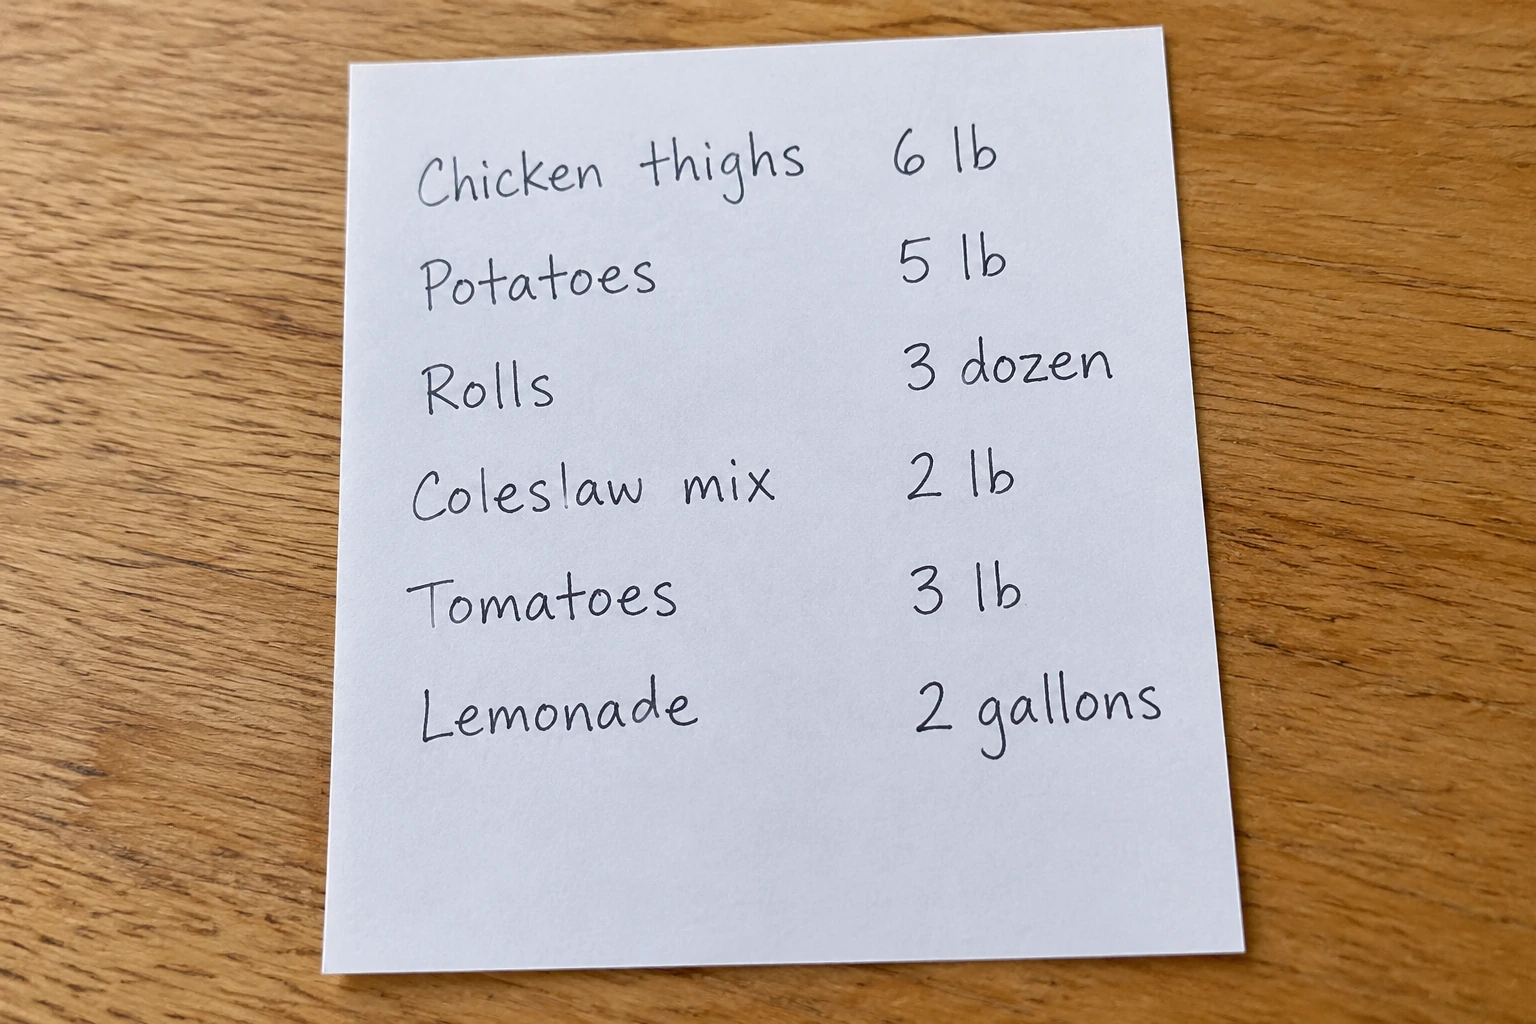 Chicken thighs 6 lb
Potatoes 5 lb
Rolls 3 dozen
Coleslaw mix 2 lb
Tomatoes 3 lb
Lemonade 2 gallons